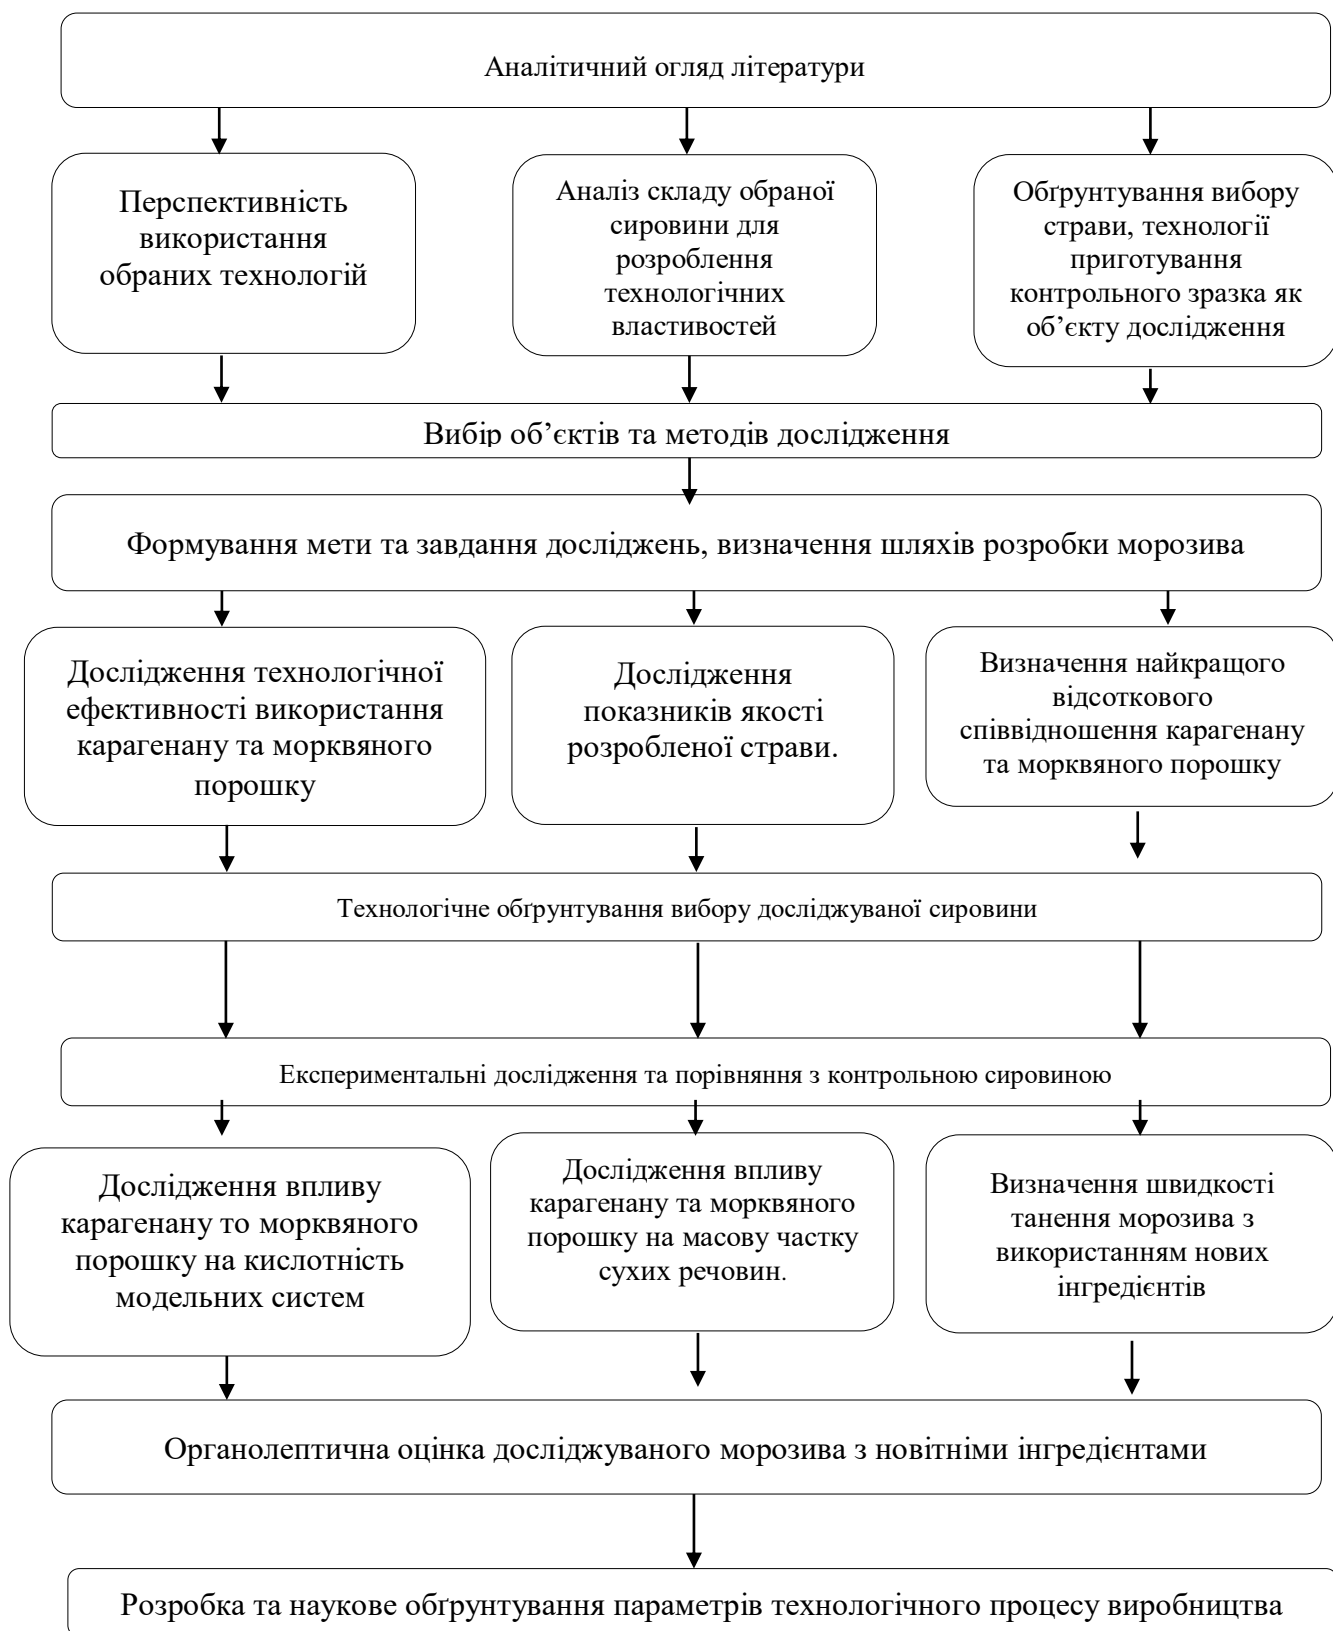 Аналітичний огляд літератури
Перспективність
використання
обраних технологій
Аналіз складу обраної
сировини для
розроблення
технологічних
властивостей
Обґрунтування вибору
страви, технології
приготування
контрольного зразка як
об’єкту дослідження
Вибір об’єктів та методів дослідження
Формування мети та завдання досліджень, визначення шляхів розробки морозива
Дослідження технологічної
ефективності використання
карагенану та морквяного
порошку
Дослідження
показників якості
розробленої страви.
Визначення найкращого
відсоткового
співвідношення карагенану
та морквяного порошку
Технологічне обґрунтування вибору досліджуваної сировини
Експериментальні дослідження та порівняння з контрольною сировиною
Дослідження впливу
карагенану то морквяного
порошку на кислотність
модельних систем
Дослідження впливу
карагенану та морквяного
порошку на масову частку
сухих речовин.
Визначення швидкості
танення морозива з
використанням нових
інгредієнтів
Органолептична оцінка досліджуваного морозива з новітніми інгредієнтами
Розробка та наукове обґрунтування параметрів технологічного процесу виробництва